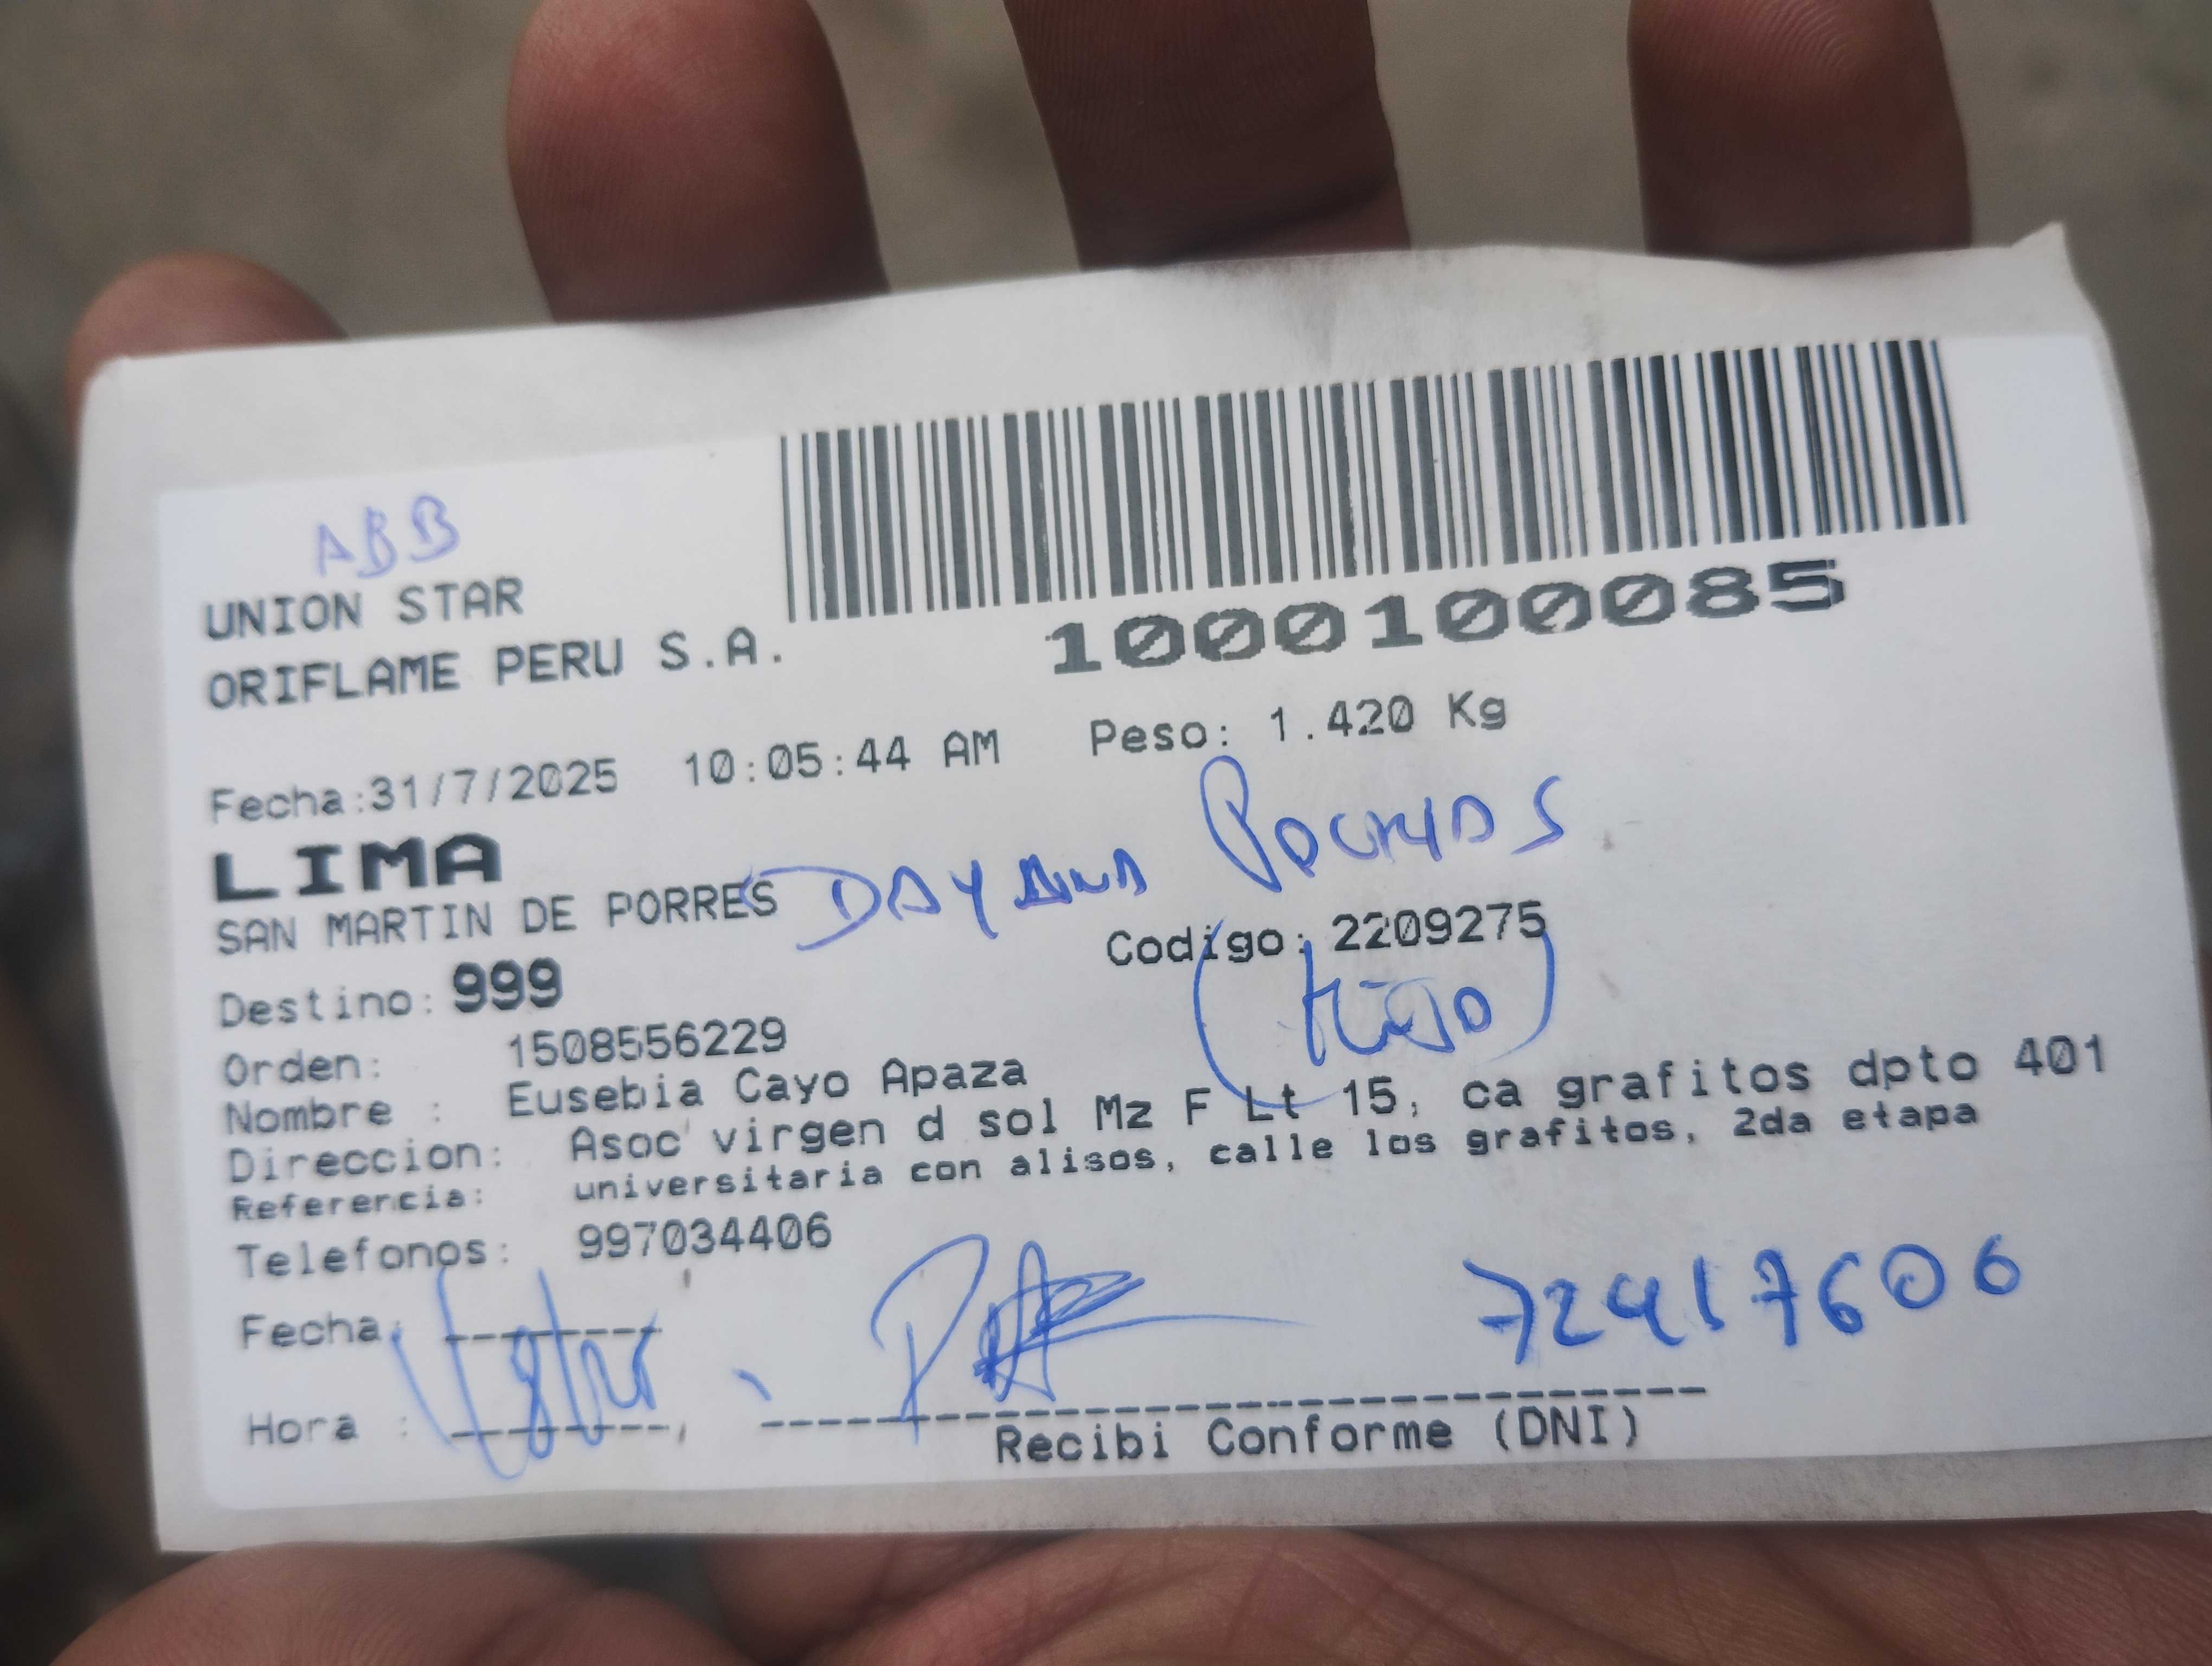 ABB
UNION STAR
ORIFLAME PERU S.A.
1000100085
Fecha:31/7/2025 10:05:44 AM Peso: 1.420 Kg
LIMA
SAN MARTIN DE PORRES DAYANA
Codigo: 2209275
Destino: 999
Orden: 1508556229
Nombre : Eusebia Cayo Apaza
Direccion: Asoc virgen d sol Mz F Lt 15, ca grafitos dpto 401
Referencia: universitaria con alisos, calle los grafitos, 2da etapa
Telefonos: 997034406
Fecha:
72417606
Hora :
Recibi Conforme (DNI)